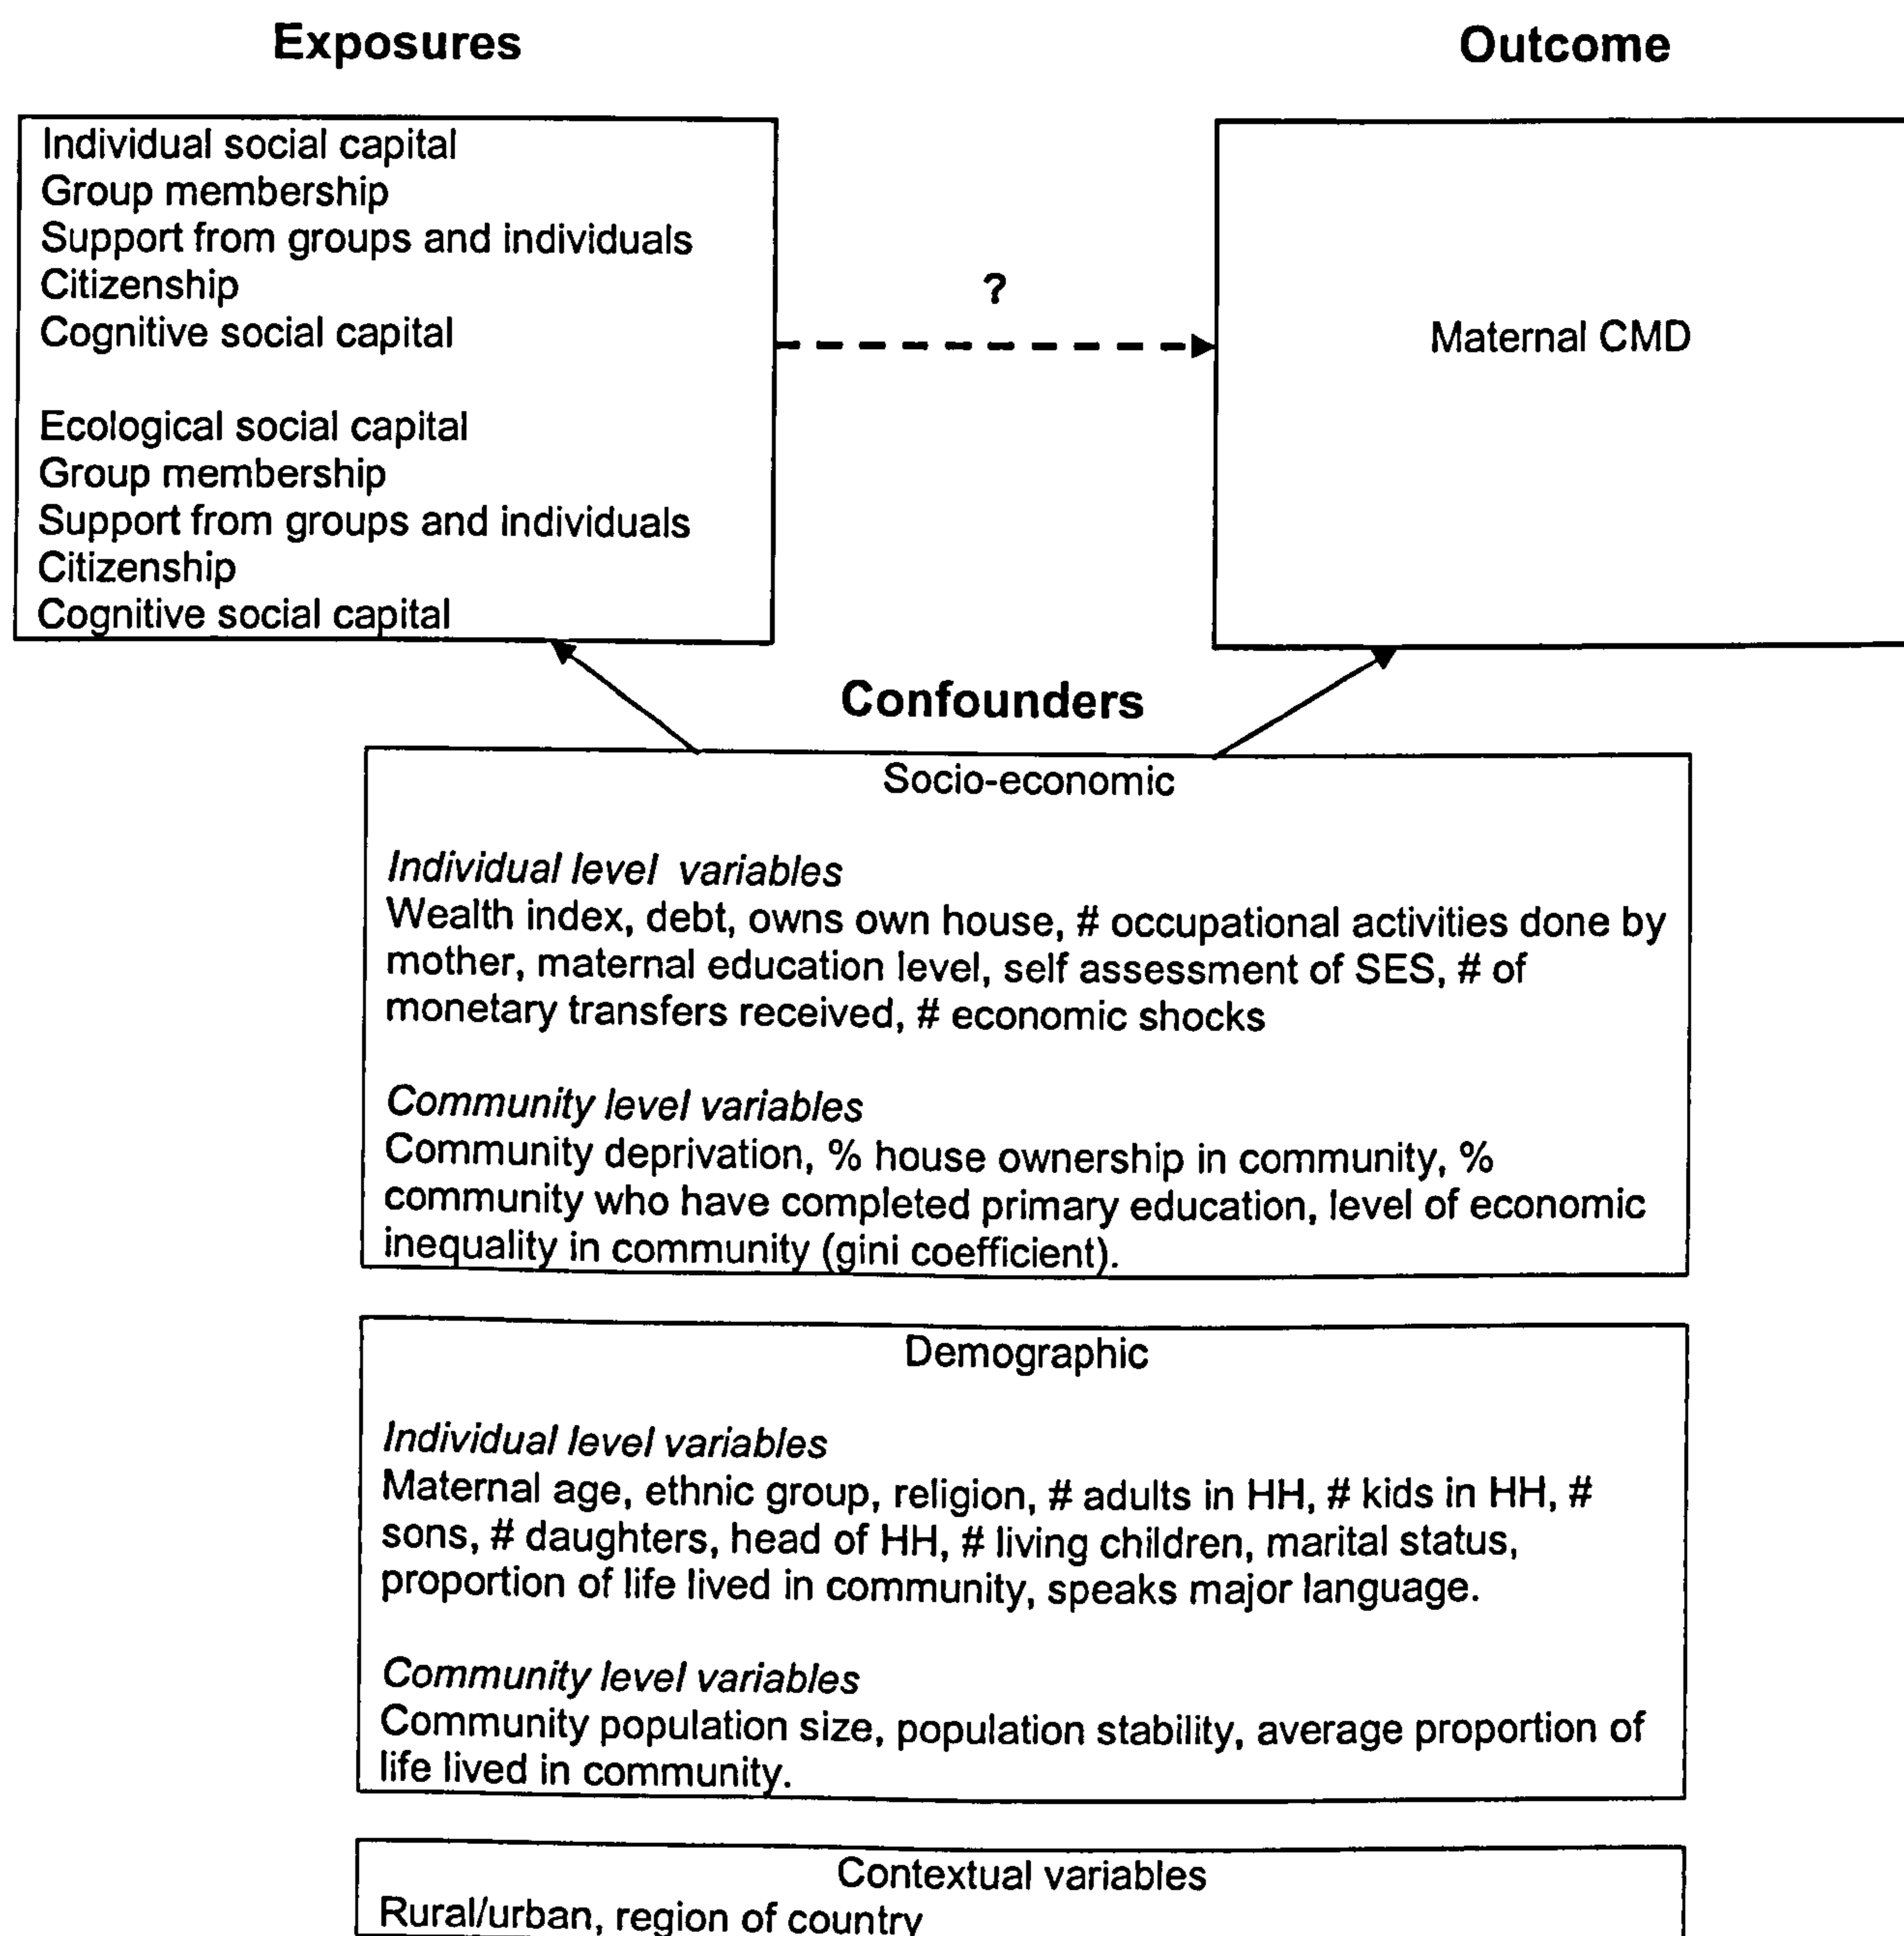 Exposures
Outcome
Individual social capital
Group membership
Support from groups and individuals
Citizenship
Cognitive social capital
Ecological social capital
Group membership
Support from groups and individuals
Citizenship
Cognitive social capital
?
Maternal CMD
Confounders
Socio-economic
Individual level variables
Wealth index, debt, owns own house, # occupational activities done by
mother, maternal education level, self assessment of SES, # of
monetary transfers received, # economic shocks
Community level variables
Community deprivation, % house ownership in community, %
community who have completed primary education, level of economic
inequality in community (gini coefficient).
Demographic
Individual level variables
Maternal age, ethnic group, religion, # adults in HH, # kids in HH, #
sons, # daughters, head of HH, # living children, marital status,
proportion of life lived in community, speaks major language.
Community level variables
Community population size, population stability, average proportion of
life lived in community.
Contextual variables
Rural/urban, region of country